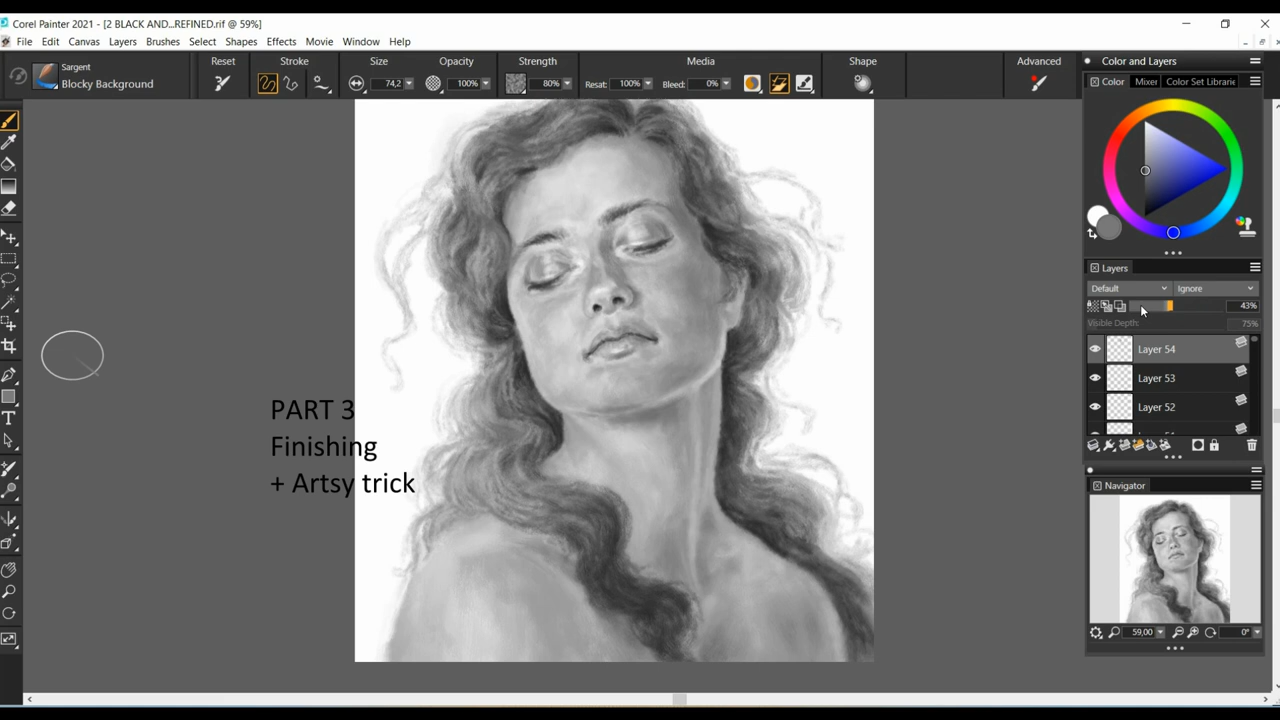 Corel Painter 2021 - [2 BLACK AND...REFINED.rif @ 59%]
File Edit Canvas Layers Brushes Select Shapes Effects Movie Window Help
Sargent
Blocky Background
Reset
Stroke
Size
74,2
Opacity
100%
Strength
80%
Media
Resat: 100%
Bleed: 0%
Shape
Advanced
Color and Layers
Color Mixer Color Set Librarie
Layers
Default Ignore
43%
Visible Depth: 75%
Layer 54
Layer 53
Layer 52
PART 3
Finishing
+ Artsy trick
Navigator
59,00 0°